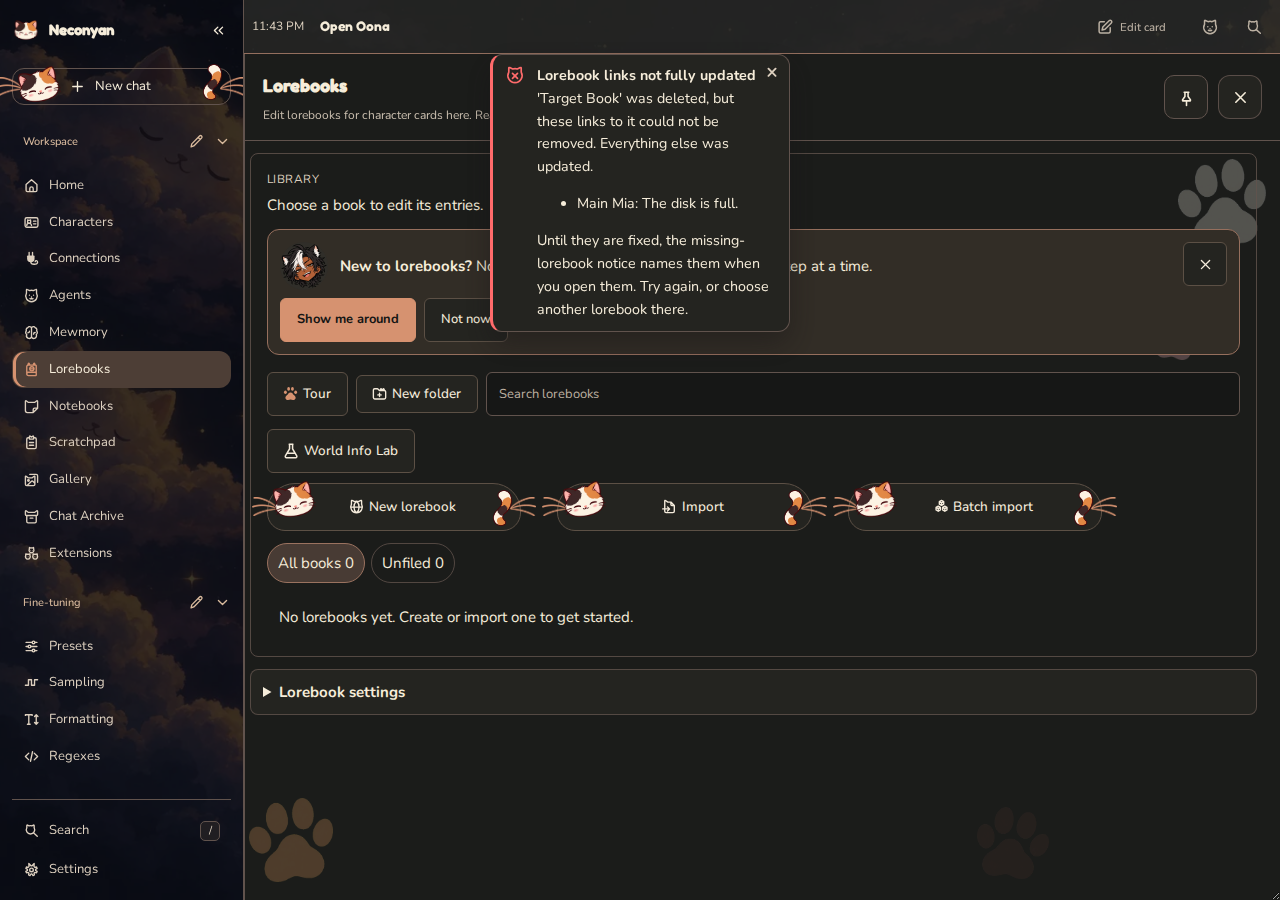 Neconyan
11:43 PM
Open Oona
Edit card
New chat
Workspace
Home
Characters
Connections
Agents
Mewmory
Lorebooks
Notebooks
Scratchpad
Gallery
Chat Archive
Extensions
Fine-tuning
Presets
Sampling
Formatting
Regexes
Search
/
Settings
Lorebooks
Edit lorebooks for character cards here. Re
Lorebook links not fully updated
'Target Book' was deleted, but
these links to it could not be
removed. Everything else was
updated.
• Main Mia: The disk is full.
Until they are fixed, the missing-
lorebook notice names them when
you open them. Try again, or choose
another lorebook there.
LIBRARY
Choose a book to edit its entries.
New to lorebooks? No
ep at a time.
Show me around
Not now
Tour
New folder
Search lorebooks
World Info Lab
New lorebook
Import
Batch import
All books 0
Unfiled 0
No lorebooks yet. Create or import one to get started.
Lorebook settings